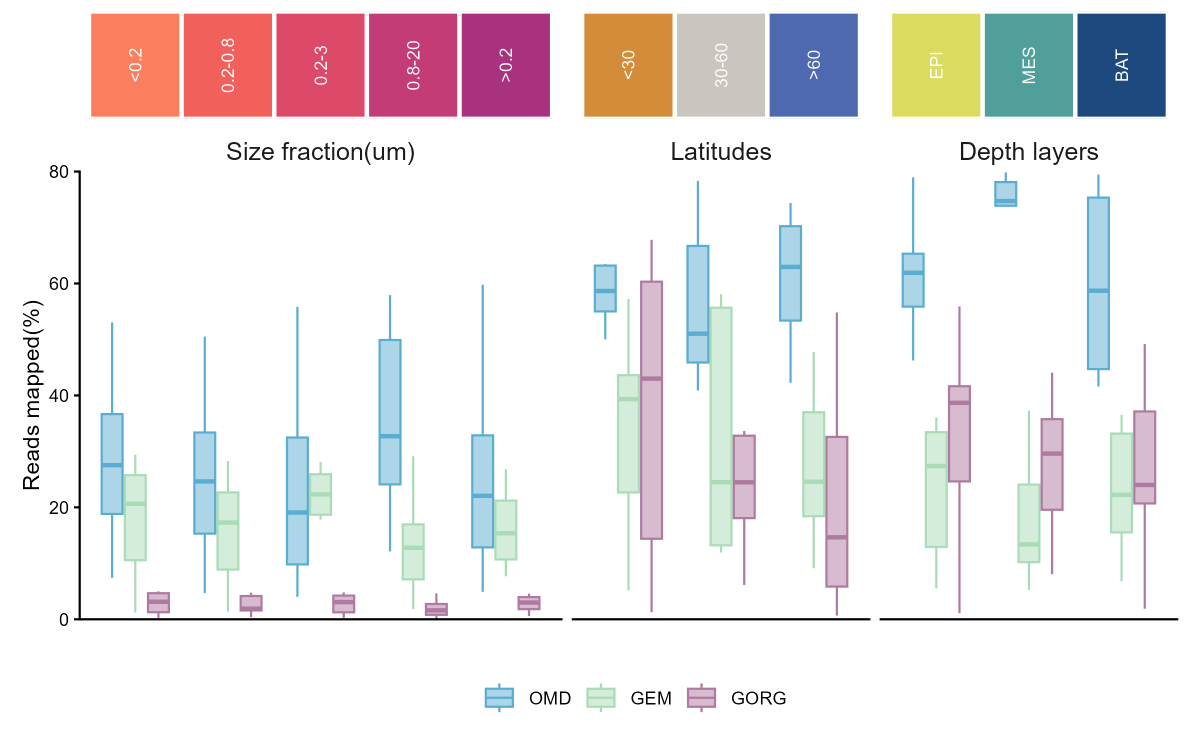 <0.2
0.2-0.8
0.2-3
0.8-20
>0.2
<30
30-60
>60
EPI
MES
BAT
Size fraction(um)
Latitudes
Depth layers
80
60
40
20
0
Reads mapped(%)
OMD GEM GORG